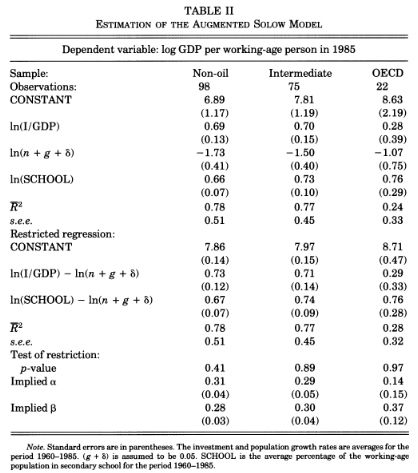 TABLE II
ESTIMATION OF THE AUGMENTED SOLOW MODEL
Dependent variable: log GDP per working-age person in 1985
Sample: Non-oil Intermediate OECD
Observations: 98 75 22
CONSTANT 6.89 7.81 8.63
(1.17) (1.19) (2.19)
ln(I/GDP) 0.69 0.70 0.28
(0.13) (0.15) (0.39)
ln(n + g + δ) −1.73 −1.50 −1.07
(0.41) (0.40) (0.75)
ln(SCHOOL) 0.66 0.73 0.76
(0.07) (0.10) (0.29)
R̄² 0.78 0.77 0.24
s.e.e. 0.51 0.45 0.33
Restricted regression:
CONSTANT 7.86 7.97 8.71
(0.14) (0.15) (0.47)
ln(I/GDP) − ln(n + g + δ) 0.73 0.71 0.29
(0.12) (0.14) (0.33)
ln(SCHOOL) − ln(n + g + δ) 0.67 0.74 0.76
(0.07) (0.09) (0.28)
R̄² 0.78 0.77 0.28
s.e.e. 0.51 0.45 0.32
Test of restriction:
p-value 0.41 0.89 0.97
Implied α 0.31 0.29 0.14
(0.04) (0.05) (0.15)
Implied β 0.28 0.30 0.37
(0.03) (0.04) (0.12)
Note. Standard errors are in parentheses. The investment and population growth rates are averages for the
period 1960–1985. (g + δ) is assumed to be 0.05. SCHOOL is the average percentage of the working-age
population in secondary school for the period 1960–1985.